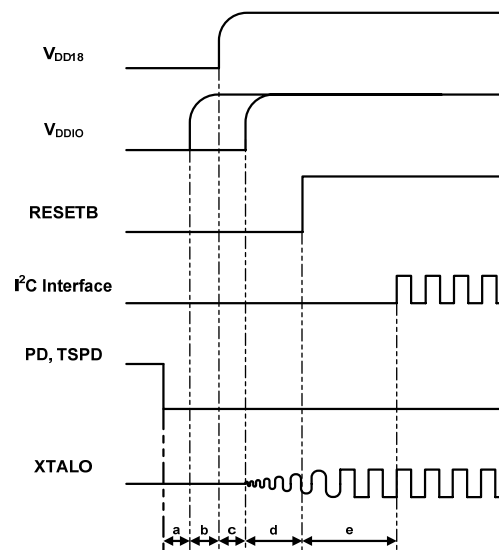 VDD18
VDDIO
RESETB
I2C Interface
PD, TSPD
XTALO
a b c d e